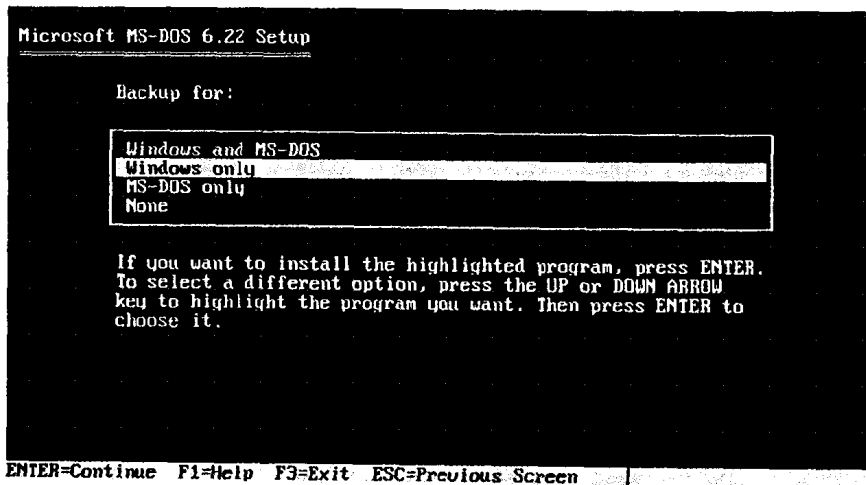 Microsoft MS-DOS 6.22 Setup
Backup for:
Windows and MS-DOS
Windows only
MS-DOS only
None
If you want to install the highlighted program, press ENTER.
To select a different option, press the UP or DOWN ARROW
key to highlight the program you want. Then press ENTER to
choose it.
ENTER=Continue F1=Help F3=Exit ESC=Previous Screen